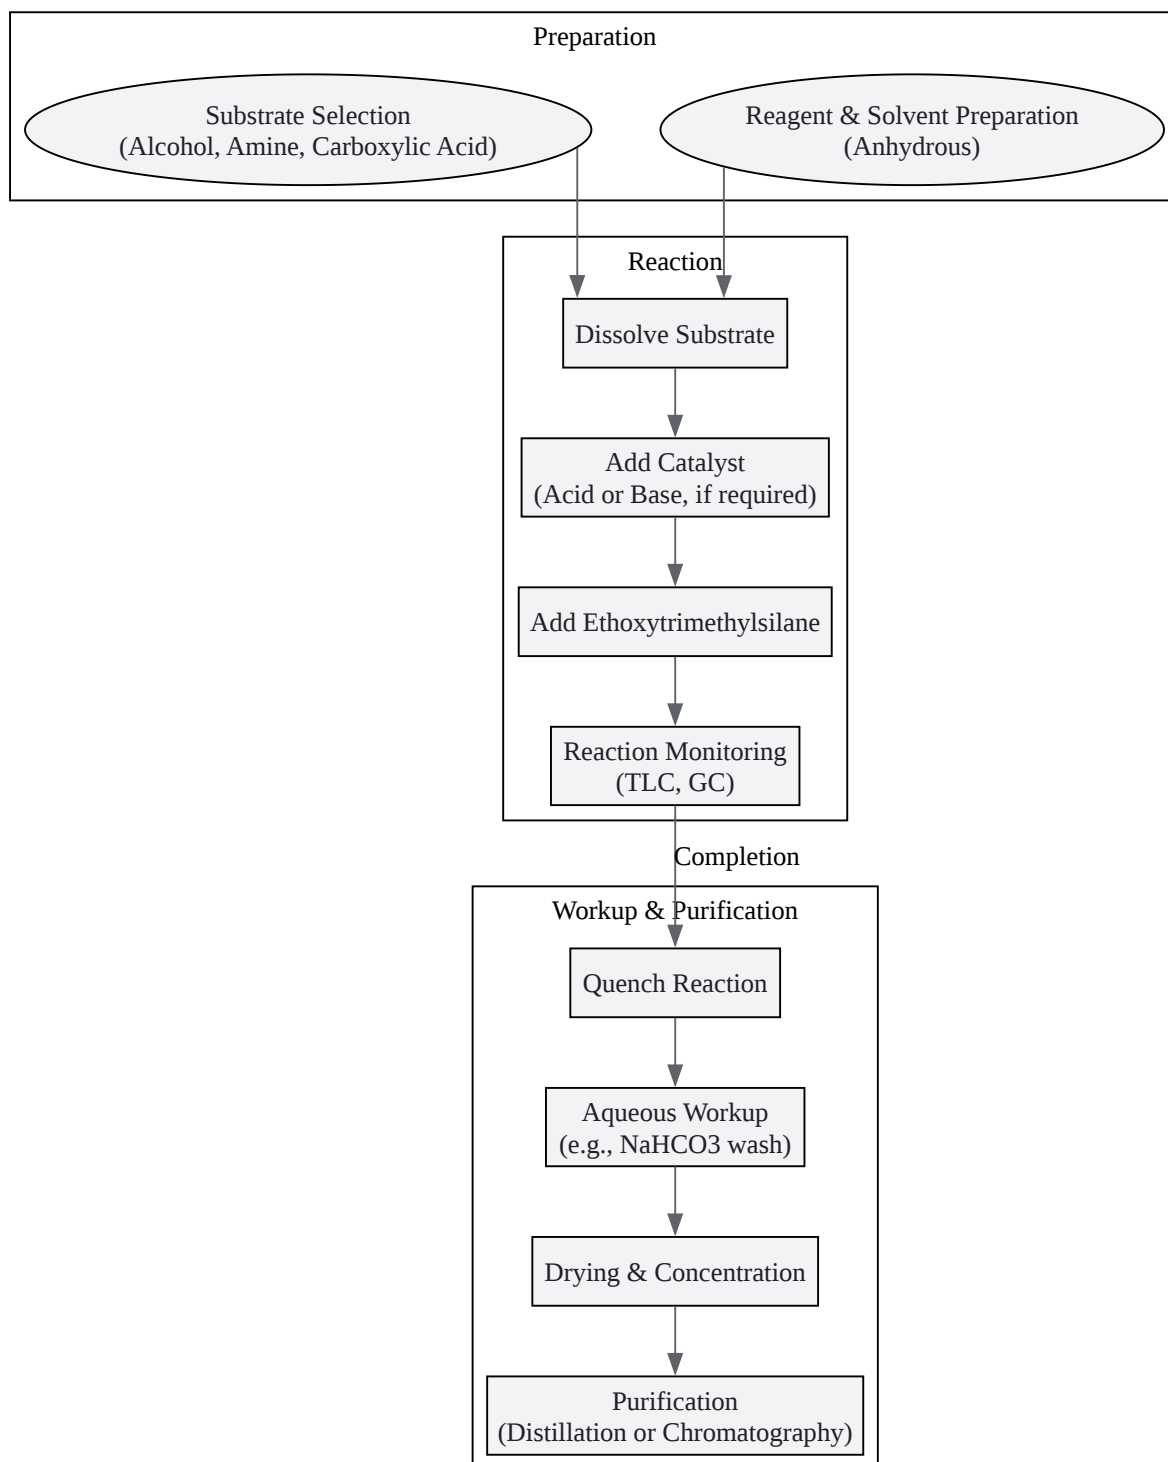 Preparation
Substrate Selection
(Alcohol, Amine, Carboxylic Acid)
Reagent & Solvent Preparation
(Anhydrous)
Reaction
Dissolve Substrate
Add Catalyst
(Acid or Base, if required)
Add Ethoxytrimethylsilane
Reaction Monitoring
(TLC, GC)
Completion
Workup & Purification
Quench Reaction
Aqueous Workup
(e.g., NaHCO3 wash)
Drying & Concentration
Purification
(Distillation or Chromatography)